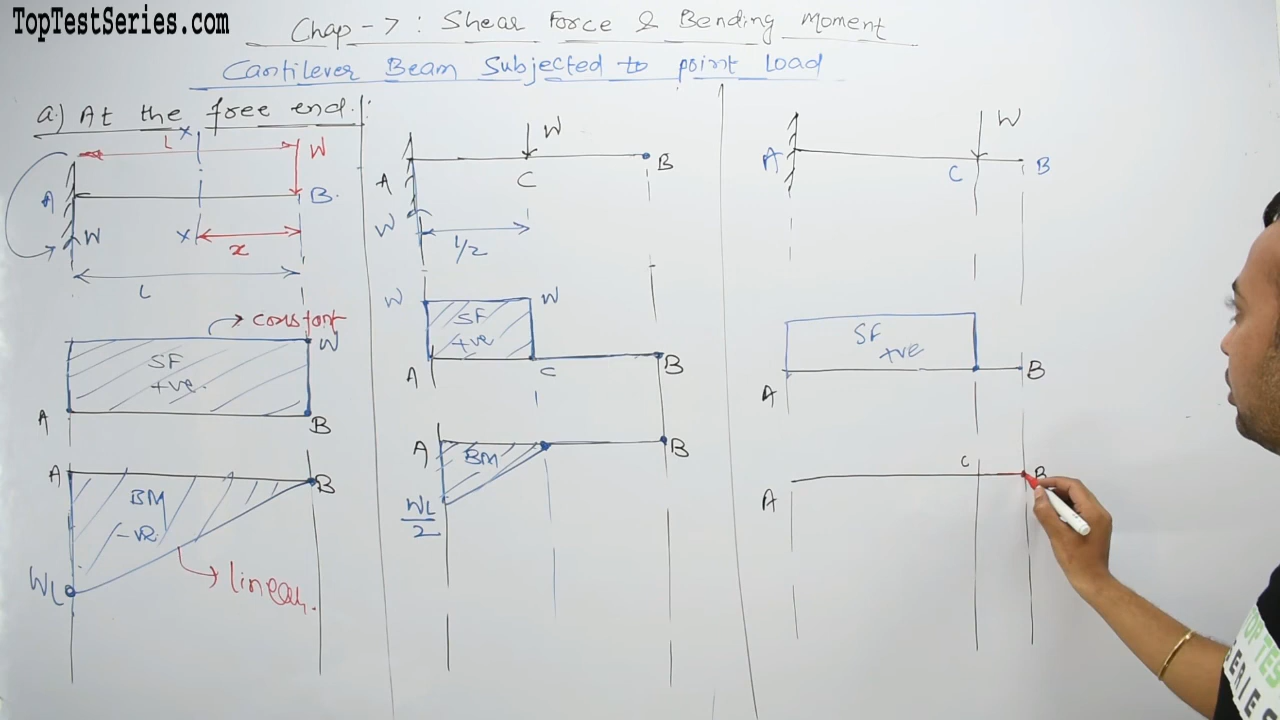 TopTestSeries.com
Chap-7: Shear Force & Bending Moment
Cantilever Beam Subjected to point Load
a.) At the free end.:
X
L
W
A
B.
W
X
x
L
constant
W
SF
+ve.
A
B
A
B
BM
-ve.
WL
linear.
W
A
C
B
W
L/2
W
W
SF
+ve
A
C
B
A
BM
B
WL
2
W
A
C
B
SF
+ve
A
B
C
B
A